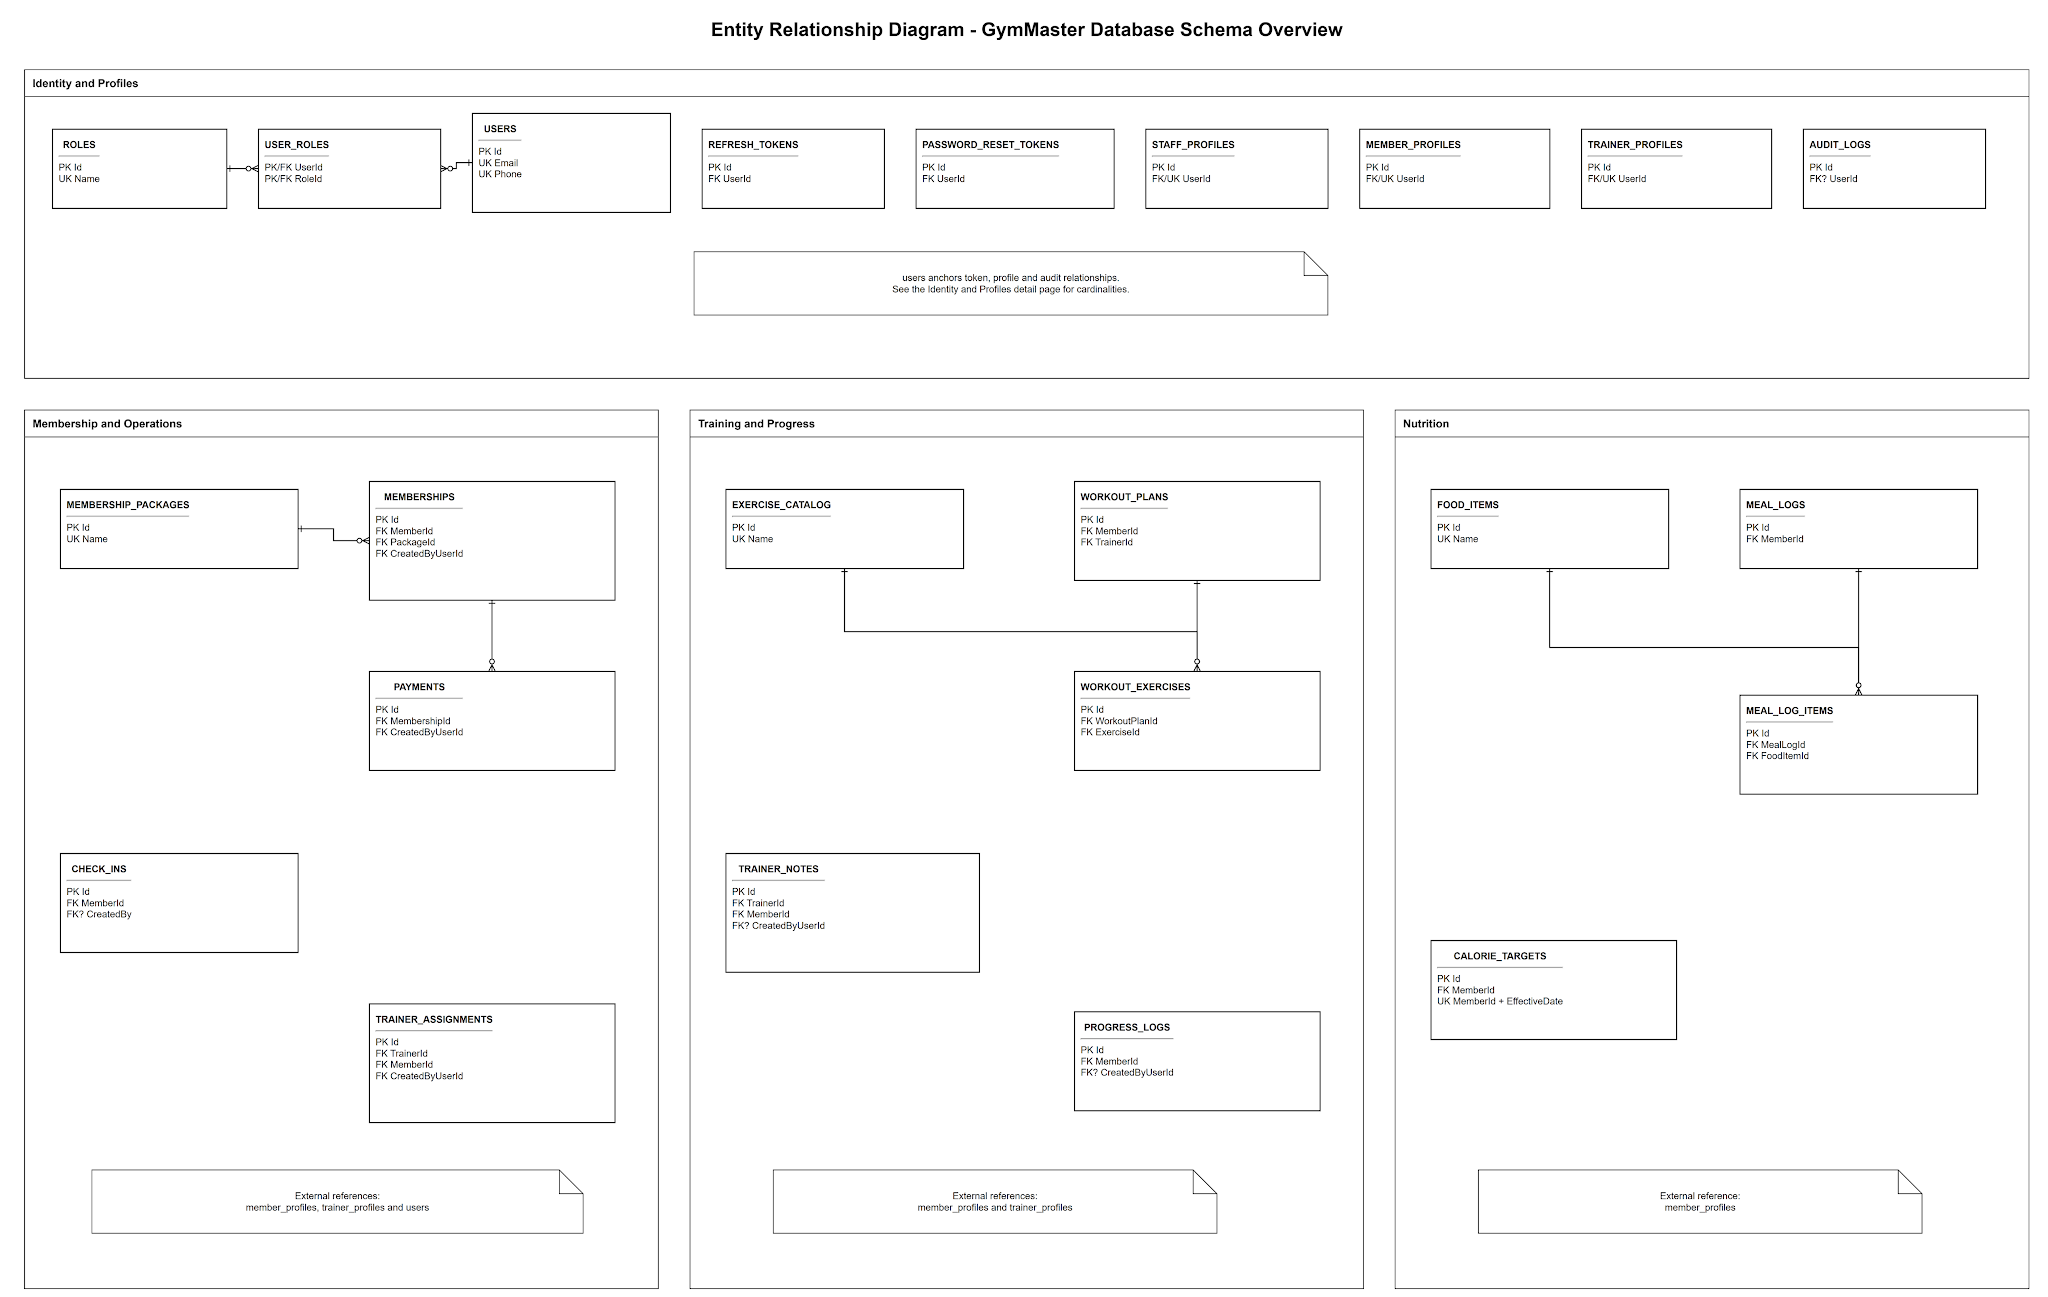 Entity Relationship Diagram - GymMaster Database Schema Overview
Identity and Profiles
ROLES
PK Id
UK Name
USER_ROLES
PK/FK UserId
PK/FK RoleId
USERS
PK Id
UK Email
UK Phone
REFRESH_TOKENS
PK Id
FK UserId
PASSWORD_RESET_TOKENS
PK Id
FK UserId
STAFF_PROFILES
PK Id
FK/UK UserId
MEMBER_PROFILES
PK Id
FK/UK UserId
TRAINER_PROFILES
PK Id
FK/UK UserId
AUDIT_LOGS
PK Id
FK? UserId
users anchors token, profile and audit relationships.
See the Identity and Profiles detail page for cardinalities.
Membership and Operations
MEMBERSHIP_PACKAGES
PK Id
UK Name
MEMBERSHIPS
PK Id
FK MemberId
FK PackageId
FK CreatedByUserId
PAYMENTS
PK Id
FK MembershipId
FK CreatedByUserId
CHECK_INS
PK Id
FK MemberId
FK? CreatedBy
TRAINER_ASSIGNMENTS
PK Id
FK TrainerId
FK MemberId
FK CreatedByUserId
External references:
member_profiles, trainer_profiles and users
Training and Progress
EXERCISE_CATALOG
PK Id
UK Name
WORKOUT_PLANS
PK Id
FK MemberId
FK TrainerId
WORKOUT_EXERCISES
PK Id
FK WorkoutPlanId
FK ExerciseId
TRAINER_NOTES
PK Id
FK TrainerId
FK MemberId
FK? CreatedByUserId
PROGRESS_LOGS
PK Id
FK MemberId
FK? CreatedByUserId
External references:
member_profiles and trainer_profiles
Nutrition
FOOD_ITEMS
PK Id
UK Name
MEAL_LOGS
PK Id
FK MemberId
MEAL_LOG_ITEMS
PK Id
FK MealLogId
FK FoodItemId
CALORIE_TARGETS
PK Id
FK MemberId
UK MemberId + EffectiveDate
External reference:
member_profiles